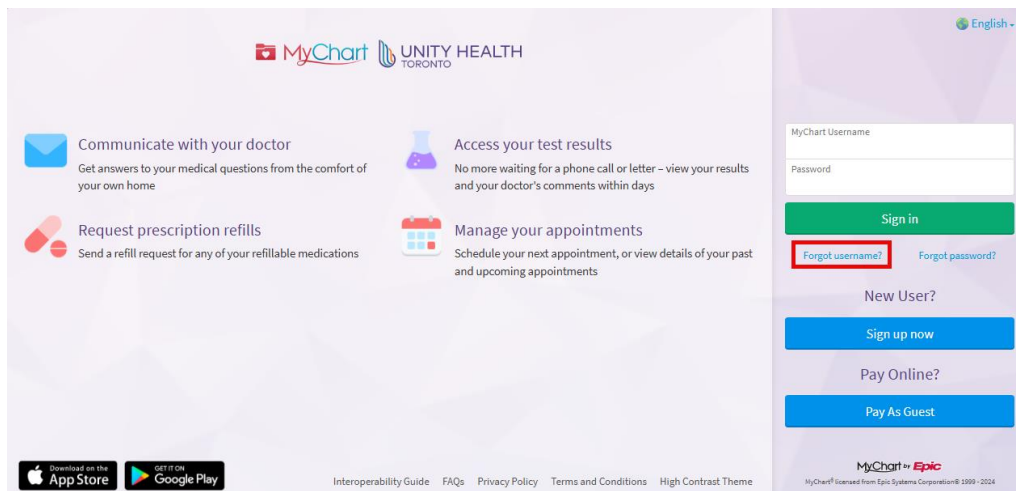 English
MyChart UNITY HEALTH
TORONTO
Communicate with your doctor
Get answers to your medical questions from the comfort of
your own home
Access your test results
No more waiting for a phone call or letter – view your results
and your doctor's comments within days
Request prescription refills
Send a refill request for any of your refillable medications
Manage your appointments
Schedule your next appointment, or view details of your past
and upcoming appointments
MyChart Username
Password
Sign in
Forgot username? Forgot password?
New User?
Sign up now
Pay Online?
Pay As Guest
Download on the
App Store
GET IT ON
Google Play
Interoperability Guide FAQs Privacy Policy Terms and Conditions High Contrast Theme
MyChart by Epic
MyChart® licensed from Epic Systems Corporation© 1999 - 2024